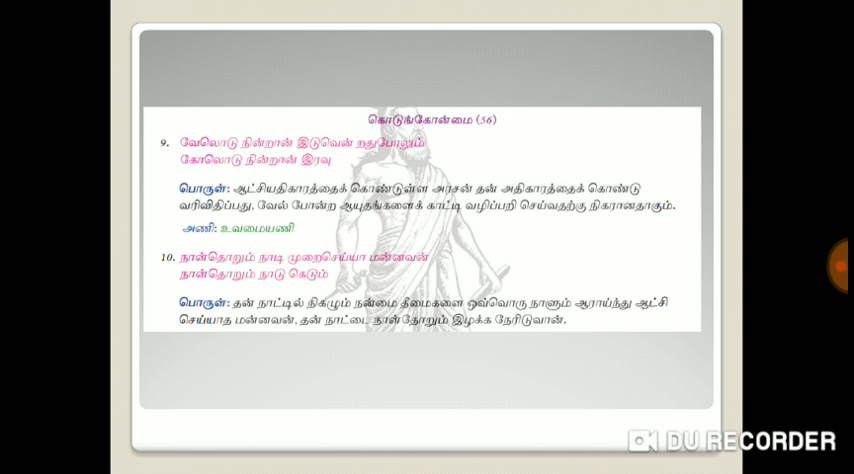 கொடுங்கோன்மை (56)
9. வேலொடு நின்றான் இடுவென் றதுபோலும்
கோலொடு நின்றான் இரவு
பொருள்: ஆட்சியதிகாரத்தைக் கொண்டுள்ள அரசன் தன் அதிகாரத்தைக் கொண்டு
வரிவிதிப்பது, வேல் போன்ற ஆயுதங்களைக் காட்டி வழிப்பறி செய்வதற்கு நிகரானதாகும்.
அணி: உவமையணி
10. நாள்தொறும் நாடி முறைசெய்யா மன்னவன்
நாள்தொறும் நாடு கெடும்
பொருள்: தன் நாட்டில் நிகழும் நன்மை தீமைகளை ஒவ்வொரு நாளும் ஆராய்ந்து ஆட்சி
செய்யாத மன்னவன், தன் நாட்டை நாள்தோறும் இழக்க நேரிடுவான்.
DU RECORDER